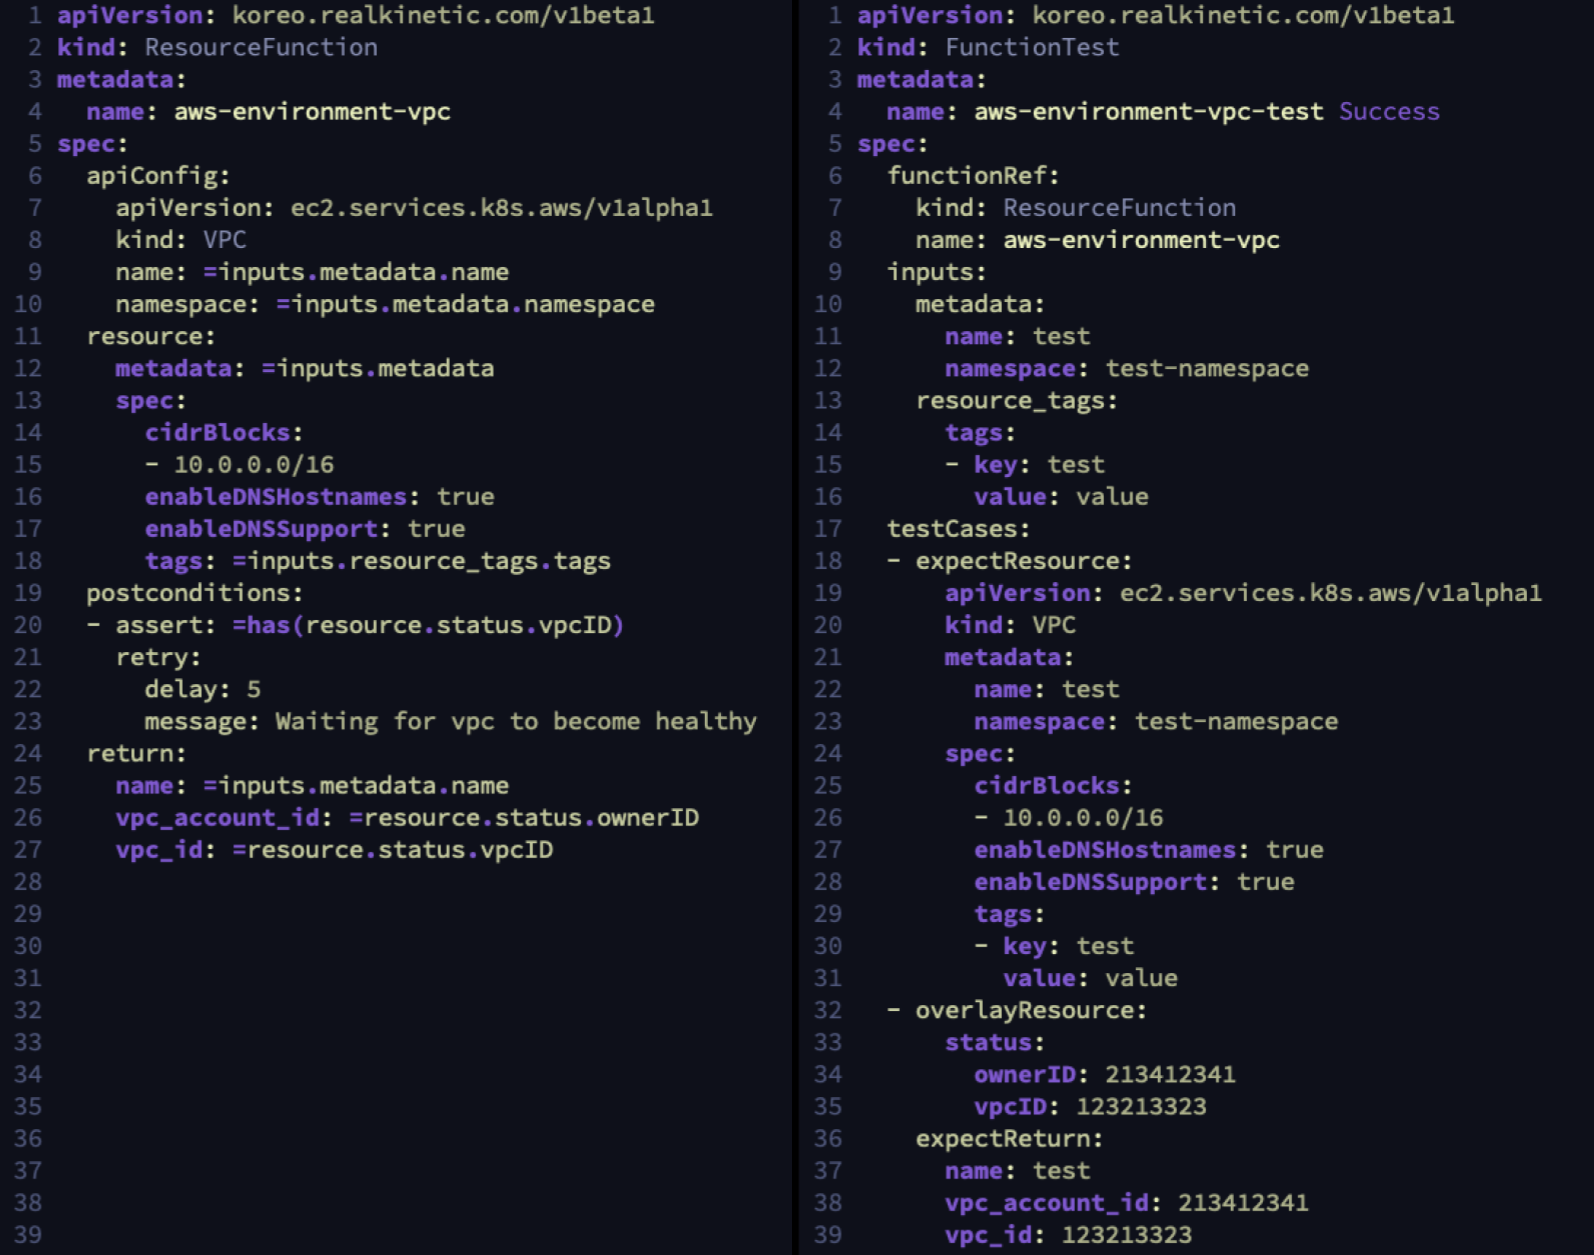 1 apiVersion: koreo.realkinetic.com/v1beta1
2 kind: ResourceFunction
3 metadata:
4   name: aws-environment-vpc
5 spec:
6   apiConfig:
7     apiVersion: ec2.services.k8s.aws/v1alpha1
8     kind: VPC
9     name: =inputs.metadata.name
10     namespace: =inputs.metadata.namespace
11   resource:
12     metadata: =inputs.metadata
13     spec:
14       cidrBlocks:
15       - 10.0.0.0/16
16       enableDNSHostnames: true
17       enableDNSSupport: true
18       tags: =inputs.resource_tags.tags
19   postconditions:
20   - assert: =has(resource.status.vpcID)
21     retry:
22       delay: 5
23       message: Waiting for vpc to become healthy
24   return:
25     name: =inputs.metadata.name
26     vpc_account_id: =resource.status.ownerID
27     vpc_id: =resource.status.vpcID
28
29
30
31
32
33
34
35
36
37
38
39
1 apiVersion: koreo.realkinetic.com/v1beta1
2 kind: FunctionTest
3 metadata:
4   name: aws-environment-vpc-test Success
5 spec:
6   functionRef:
7     kind: ResourceFunction
8     name: aws-environment-vpc
9   inputs:
10     metadata:
11       name: test
12       namespace: test-namespace
13     resource_tags:
14       tags:
15       - key: test
16         value: value
17   testCases:
18   - expectResource:
19       apiVersion: ec2.services.k8s.aws/v1alpha1
20       kind: VPC
21       metadata:
22         name: test
23         namespace: test-namespace
24       spec:
25         cidrBlocks:
26         - 10.0.0.0/16
27         enableDNSHostnames: true
28         enableDNSSupport: true
29         tags:
30         - key: test
31           value: value
32   - overlayResource:
33       status:
34         ownerID: 213412341
35         vpcID: 123213323
36     expectReturn:
37       name: test
38       vpc_account_id: 213412341
39       vpc_id: 123213323